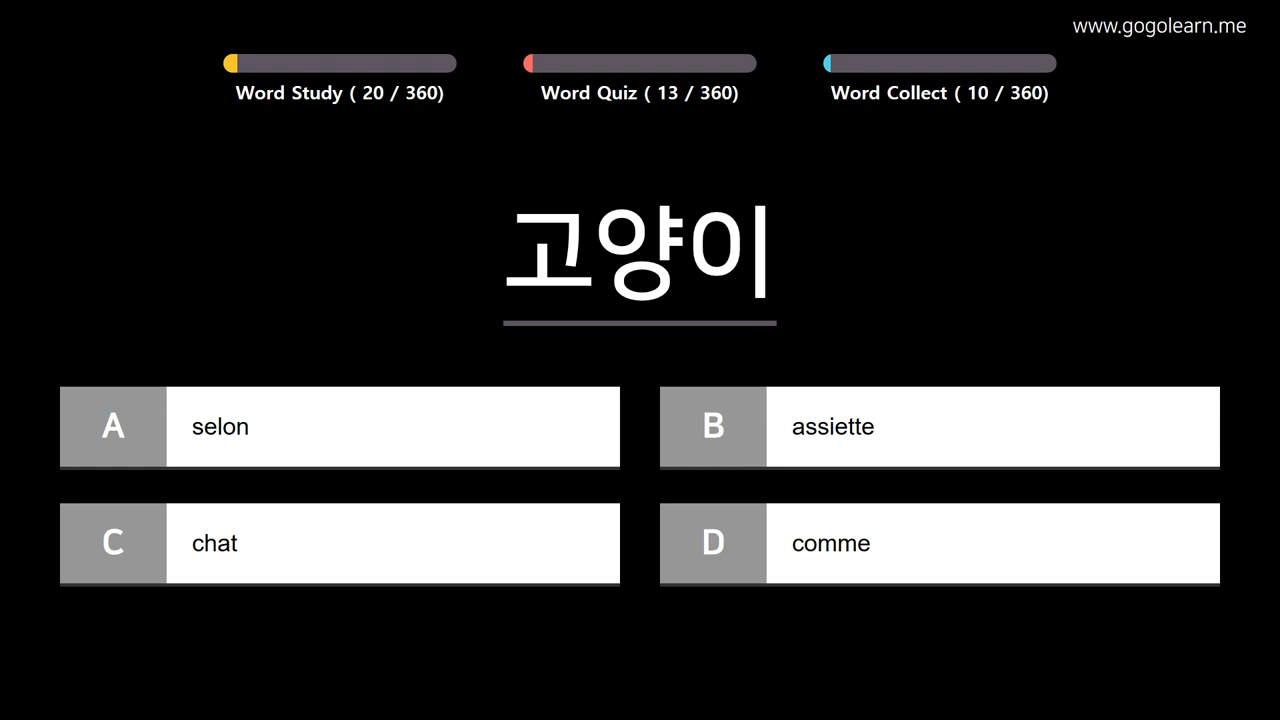 www.gogolearn.me
Word Study ( 20 / 360)
Word Quiz ( 13 / 360)
Word Collect ( 10 / 360)
고양이
A selon
B assiette
C chat
D comme